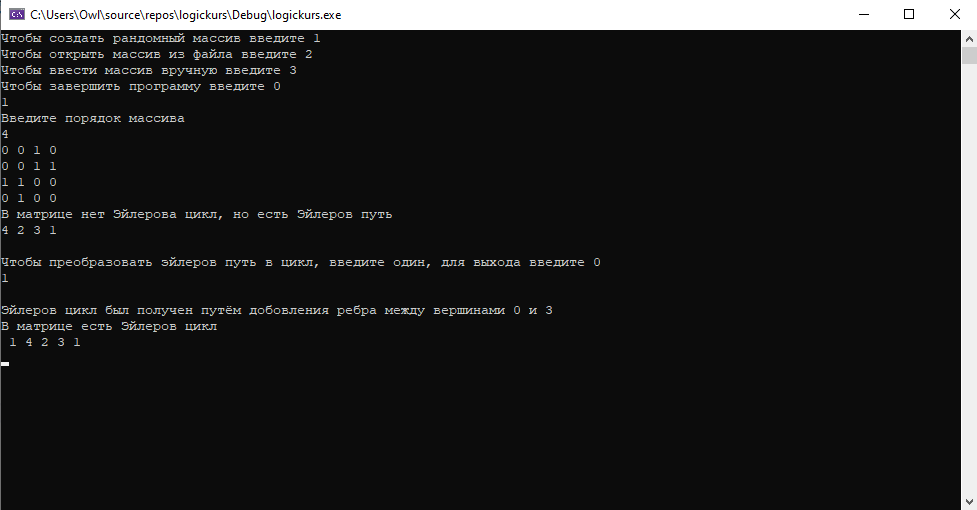 C:\Users\Owl\source\repos\logickurs\Debug\logickurs.exe
Чтобы создать рандомный массив введите 1
Чтобы открыть массив из файла введите 2
Чтобы ввести массив вручную введите 3
Чтобы завершить программу введите 0
1
Введите порядок массива
4
0 0 1 0
0 0 1 1
1 1 0 0
0 1 0 0
В матрице нет Эйлерова цикл, но есть Эйлеров путь
4 2 3 1
Чтобы преобразовать эйлеров путь в цикл, введите один, для выхода введите 0
1
Эйлеров цикл был получен путём добовления ребра между вершинами 0 и 3
В матрице есть Эйлеров цикл
1 4 2 3 1